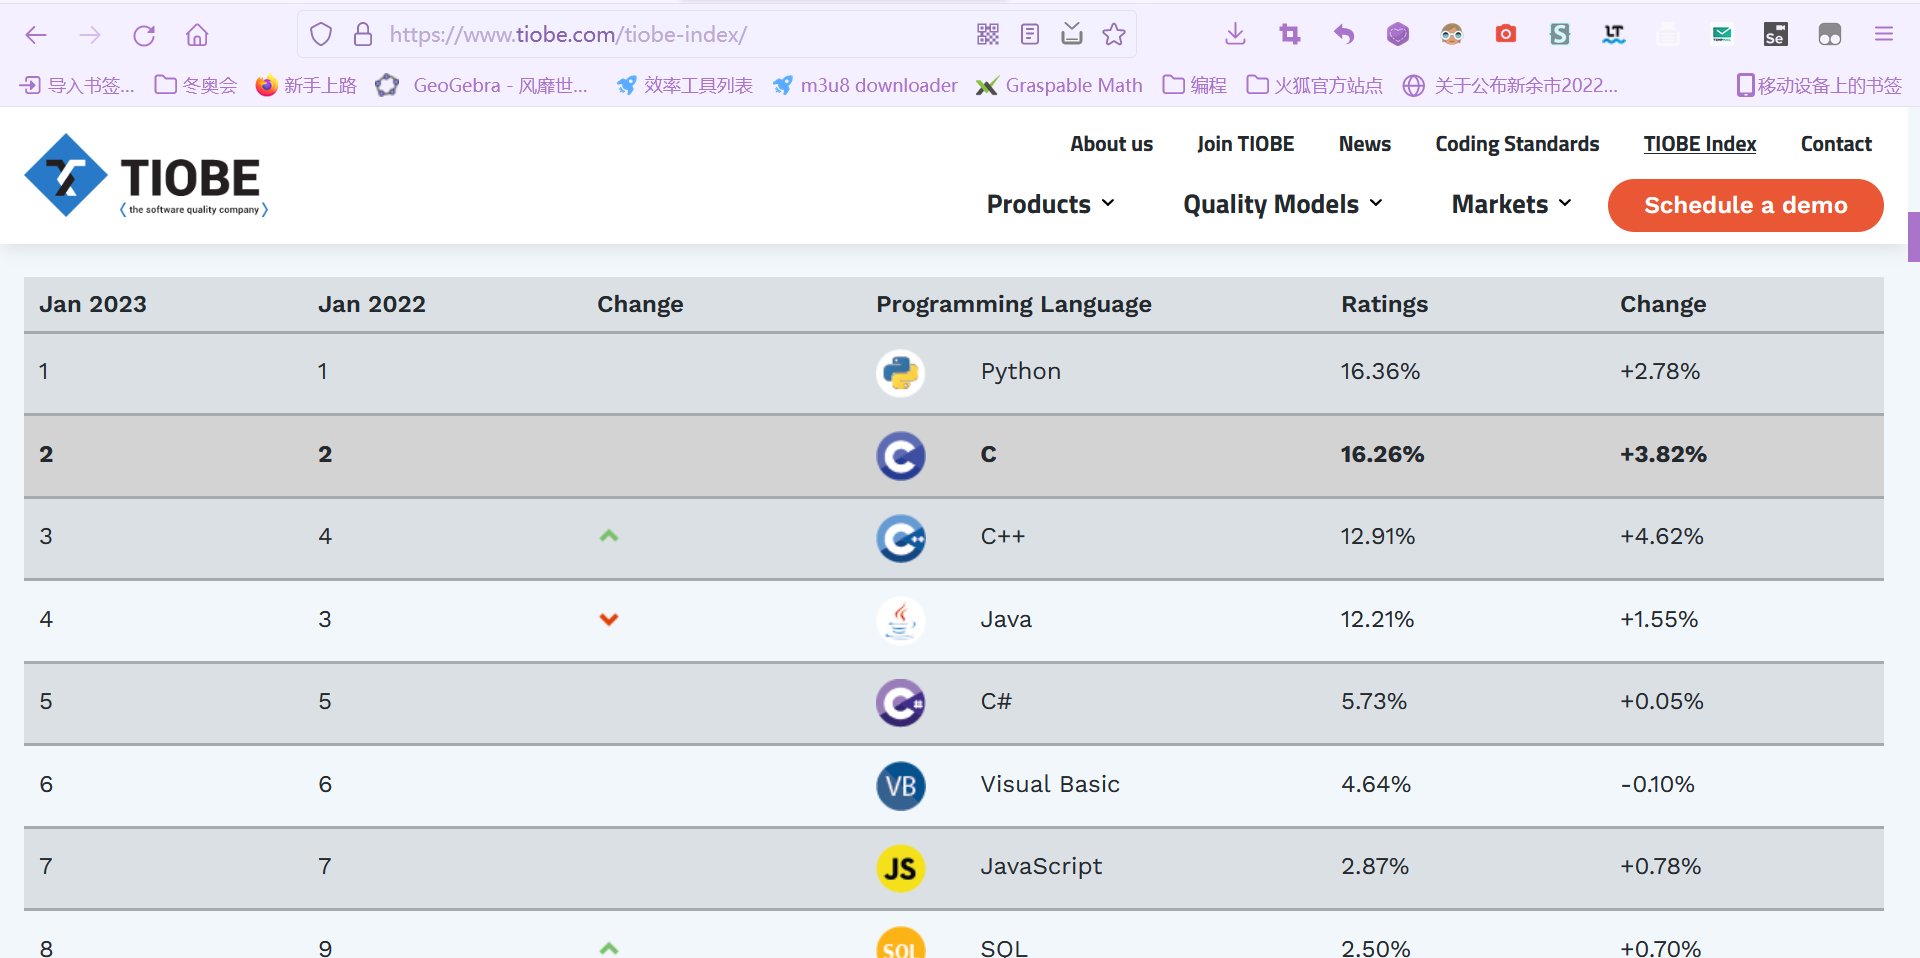 https://www.tiobe.com/tiobe-index/
LT
S
Se
导入书签...
冬奥会
新手上路
GeoGebra - 风靡世...
效率工具列表
m3u8 downloader
Graspable Math
编程
火狐官方站点
关于公布新余市2022...
移动设备上的书签
TIOBE
the software quality company
About us
Join TIOBE
News
Coding Standards
TIOBE Index
Contact
Products
Quality Models
Markets
Schedule a demo
Jan 2023 Jan 2022 Change Programming Language Ratings Change
1 1 Python 16.36% +2.78%
2 2 C C 16.26% +3.82%
3 4 C++ C++ 12.91% +4.62%
4 3 Java 12.21% +1.55%
5 5 C# C# 5.73% +0.05%
6 6 VB Visual Basic 4.64% -0.10%
7 7 JS JavaScript 2.87% +0.78%
8 9 SQL SQL 2.50% +0.70%